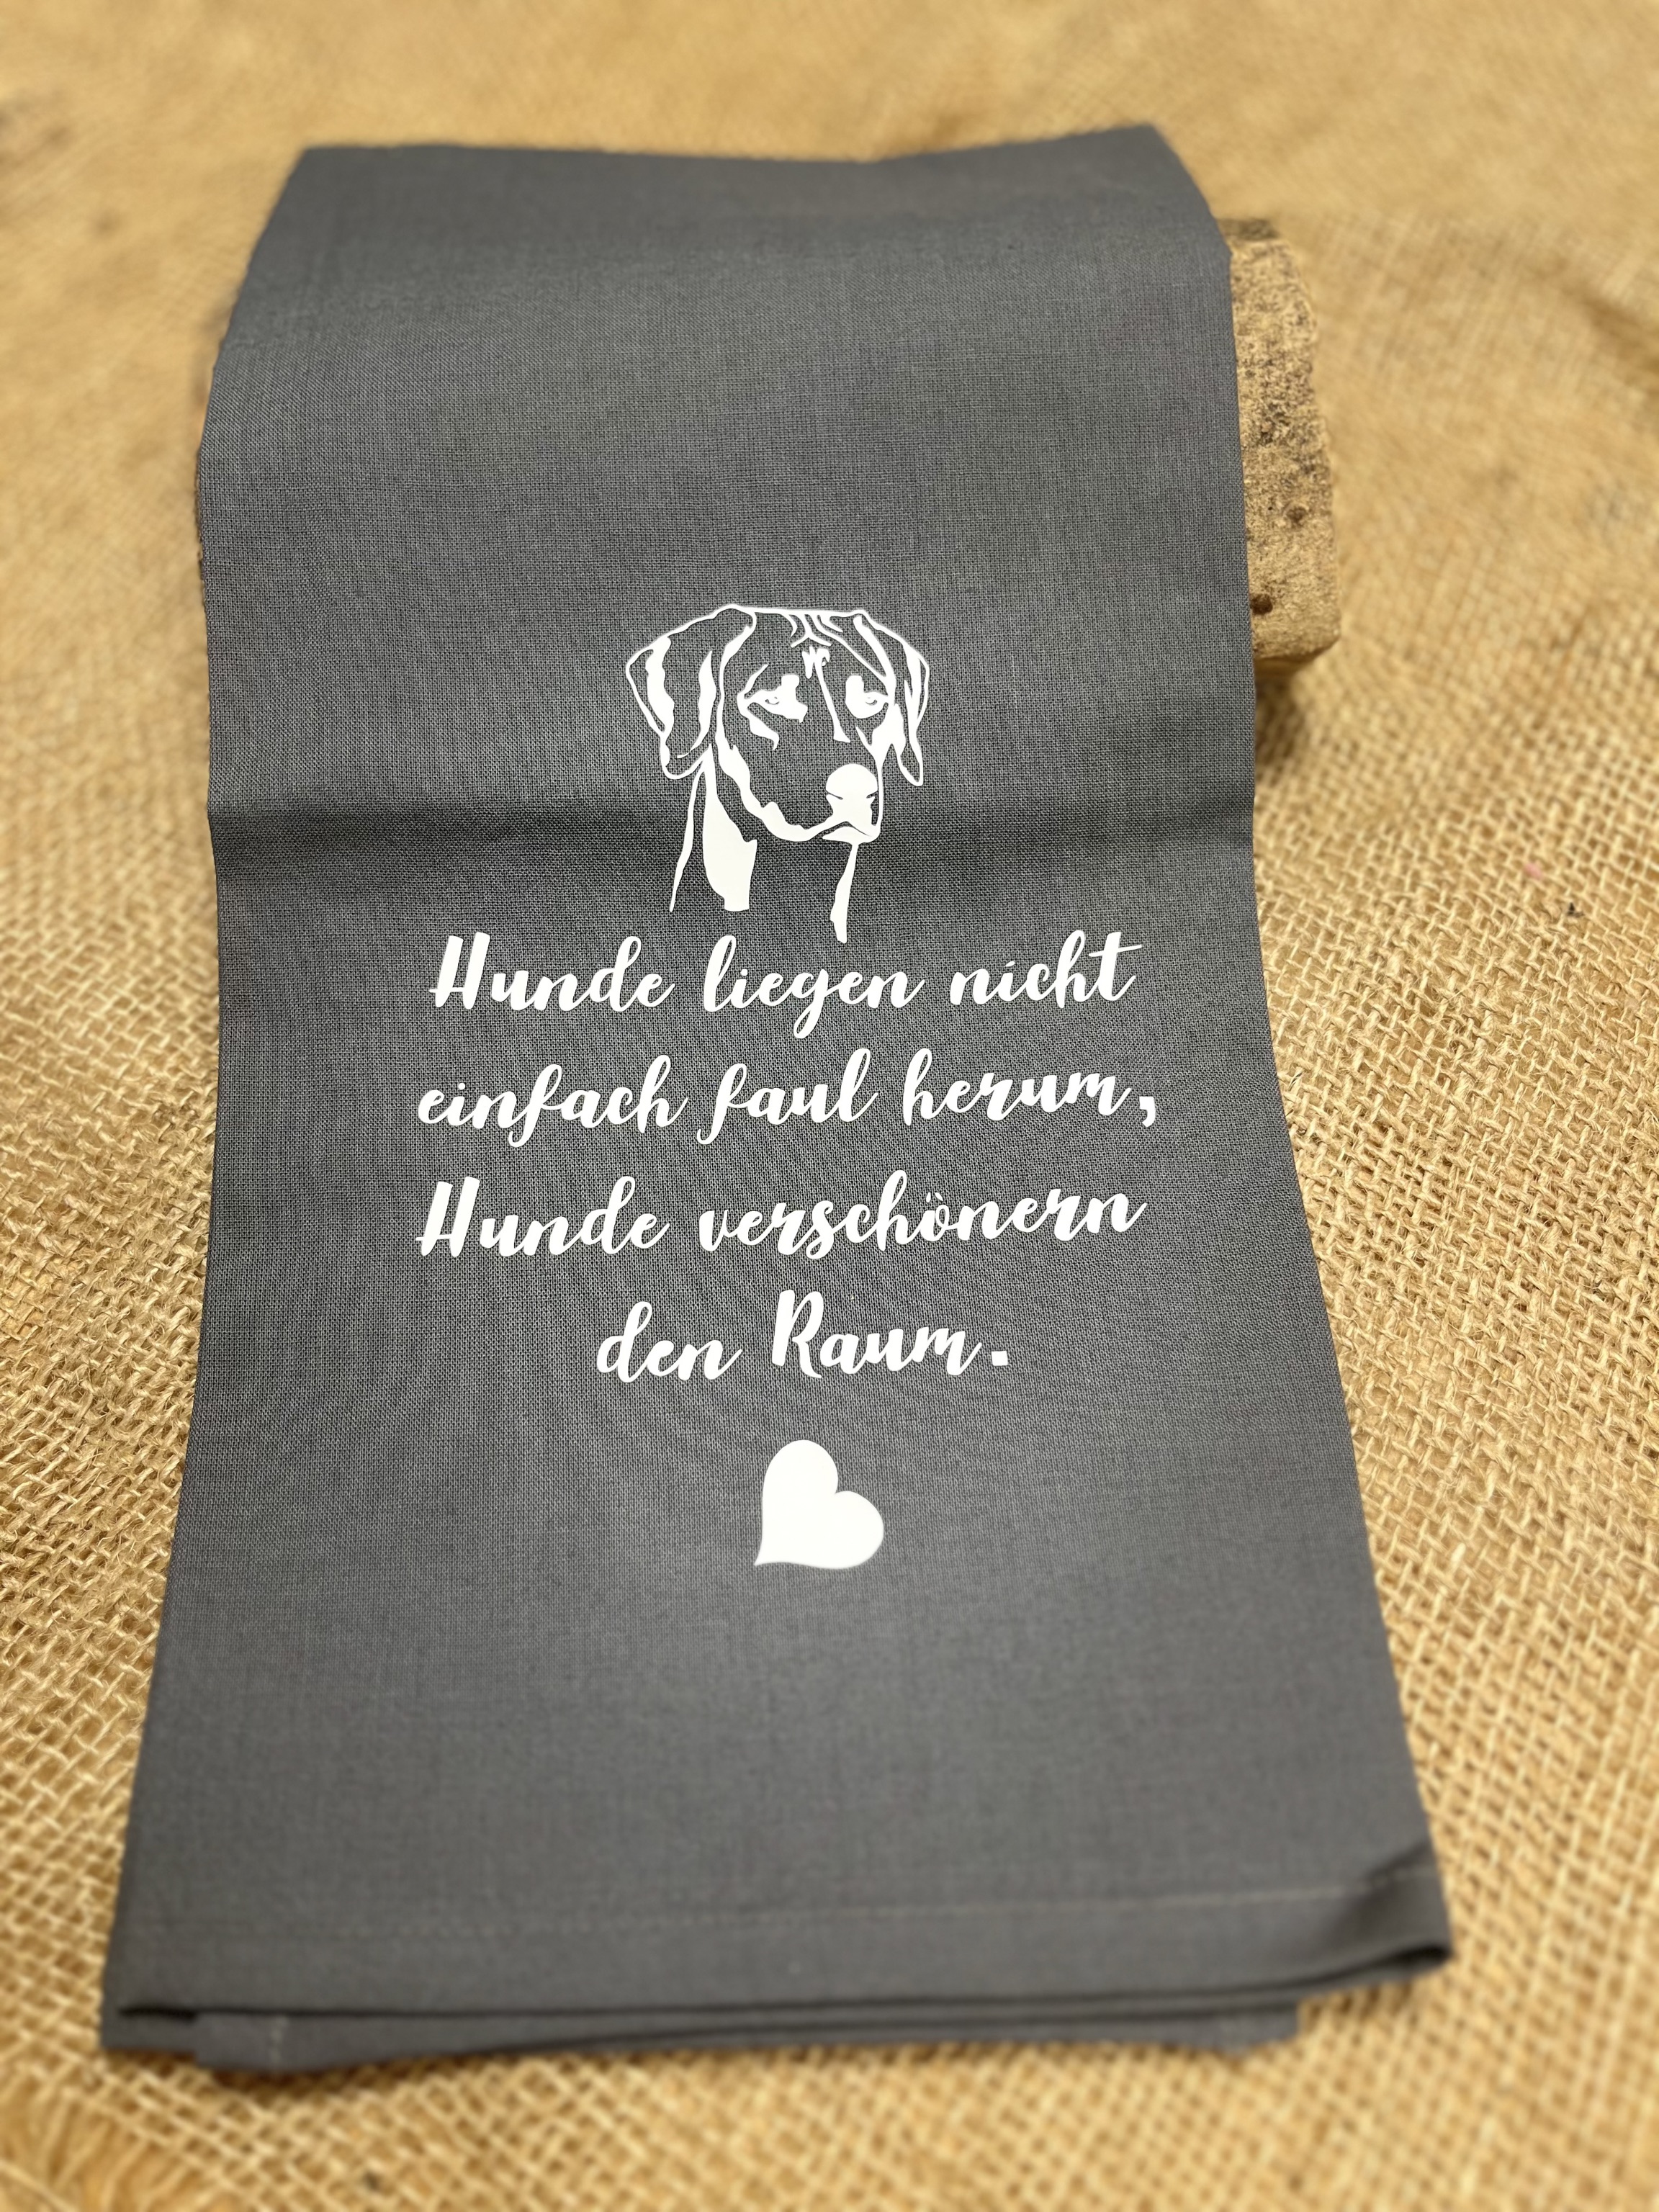 Hunde liegen nicht
einfach faul herum,
Hunde verschönern
den Raum.